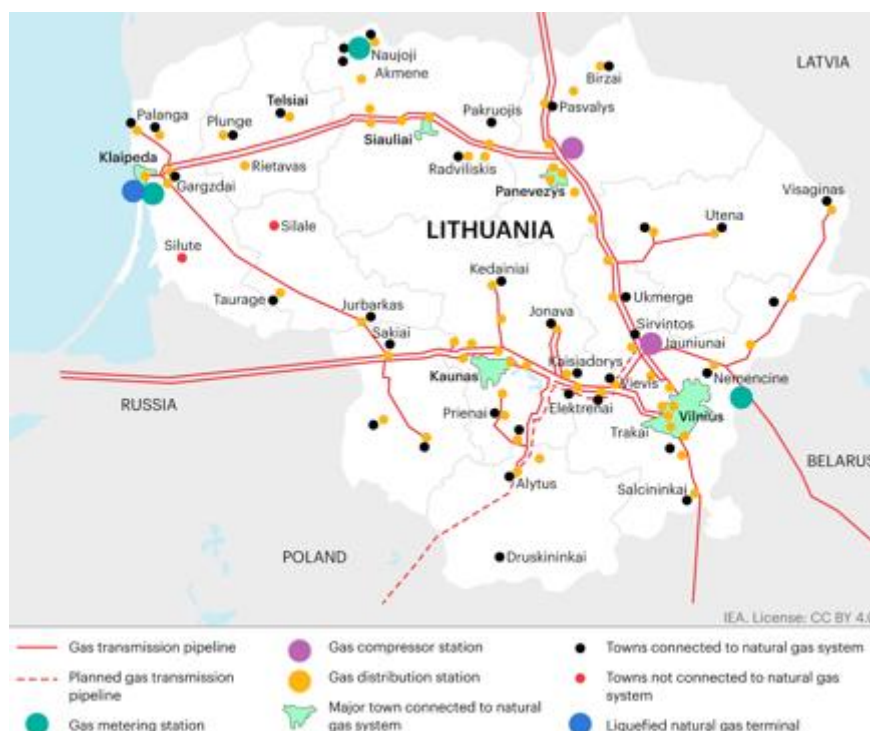 LATVIA
Naujoji
Akmene
Birzai
Pasvalys
Telsiai
Palanga
Plunge
Pakruojis
Siauliai
Klaipeda
Rietavas
Radviliskis
Gargzdai
Panevezys
Visaginas
Utena
Silale
LITHUANIA
Silute
Kedainiai
Taurage
Jurbarkas
Jonava
Ukmerge
Sakiai
Sirvintos
Jauniunai
Kaisiadorys
Kaunas
Vievis
Nemencine
RUSSIA
Prienai
Elektrenai
Vilnius
Trakai
BELARUS
Alytus
Salcininkai
POLAND
Druskininkai
IEA. License: CC BY 4.0
Gas transmission pipeline
Planned gas transmission
pipeline
Gas metering station
Gas compressor station
Gas distribution station
Major town connected to natural
gas system
Towns connected to natural gas system
Towns not connected to natural gas
system
Liquefied natural gas terminal